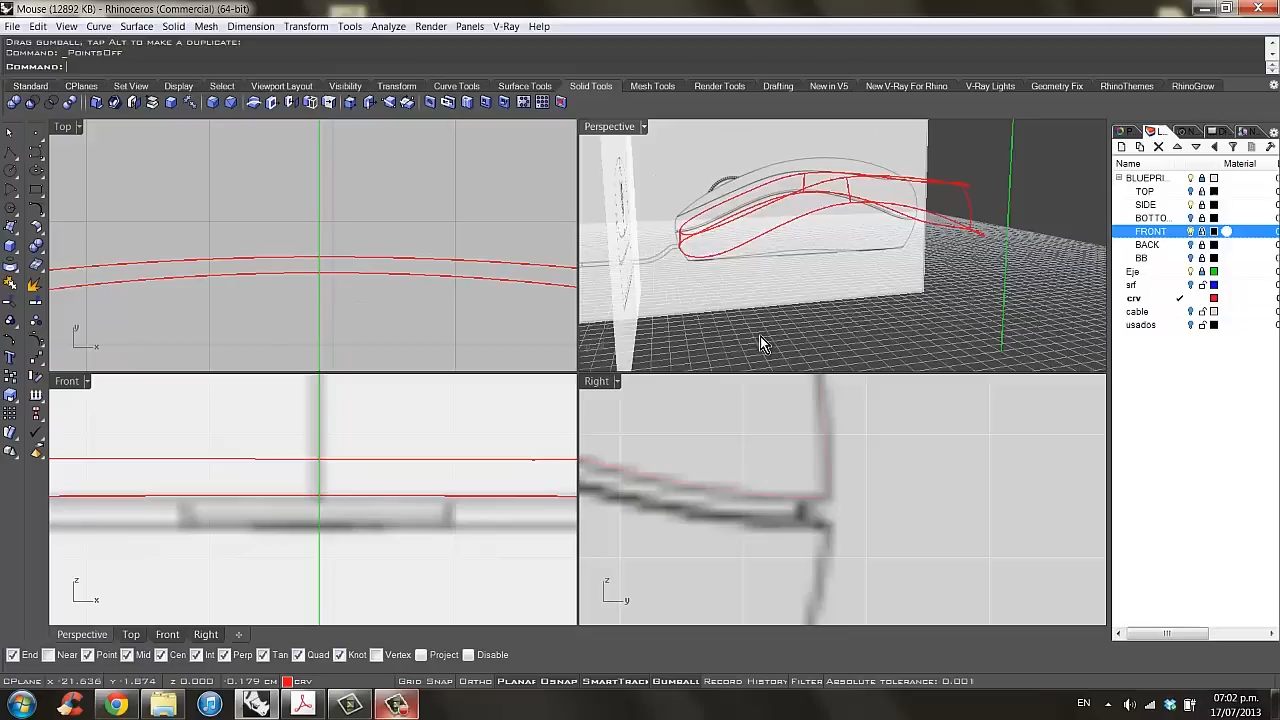 Mouse (12892 KB) - Rhinoceros (Commercial) (64-bit)
File Edit View Curve Surface Solid Mesh Dimension Transform Tools Analyze Render Panels V-Ray Help
Drag gumball, tap Alt to make a duplicate:
Command: _PointsOff
Command:
Standard CPlanes Set View Display Select Viewport Layout Visibility Transform Curve Tools Surface Tools Solid Tools Mesh Tools Render Tools Drafting New in V5 New V-Ray For Rhino V-Ray Lights Geometry Fix RhinoThemes RhinoGrow
Top
Perspective
P... L... N... Di N...
Name Material
BLUEPRI...
TOP
SIDE
BOTTO...
FRONT
BACK
BB
Eje
srf
crv
cable
usados
y
x
Front
Right
z
x
z
y
Perspective Top Front Right
End Near Point Mid Cen Int Perp Tan Quad Knot Vertex Project Disable
CPlane x -21.636 y -1.874 z 0.000 -0.179 cm crv Grid Snap Ortho Planar Osnap SmartTrack Gumball Record History Filter Absolute tolerance: 0.001
EN
07:02 p.m.
17/07/2013